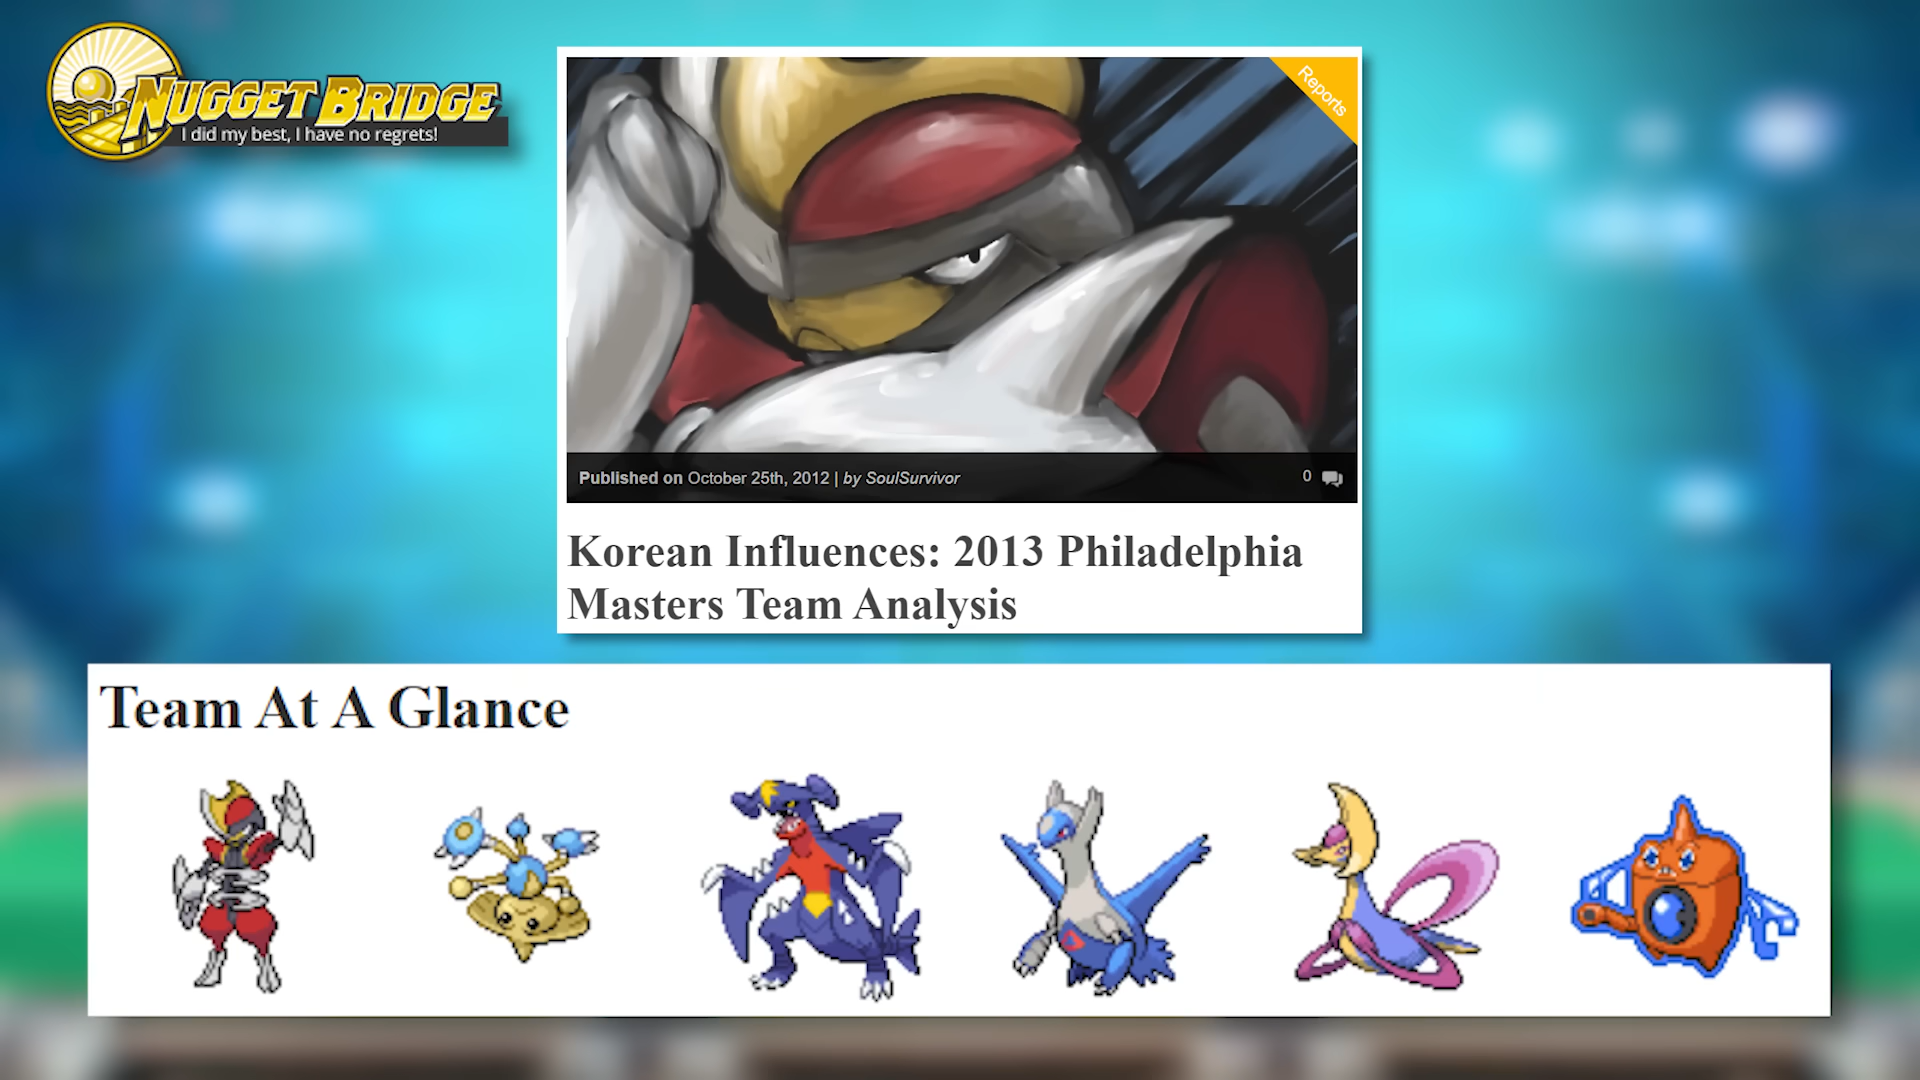 NUGGET BRIDGE
I did my best, I have no regrets!
Reports
Published on October 25th, 2012 | by SoulSurvivor
0
Korean Influences: 2013 Philadelphia
Masters Team Analysis
Team At A Glance